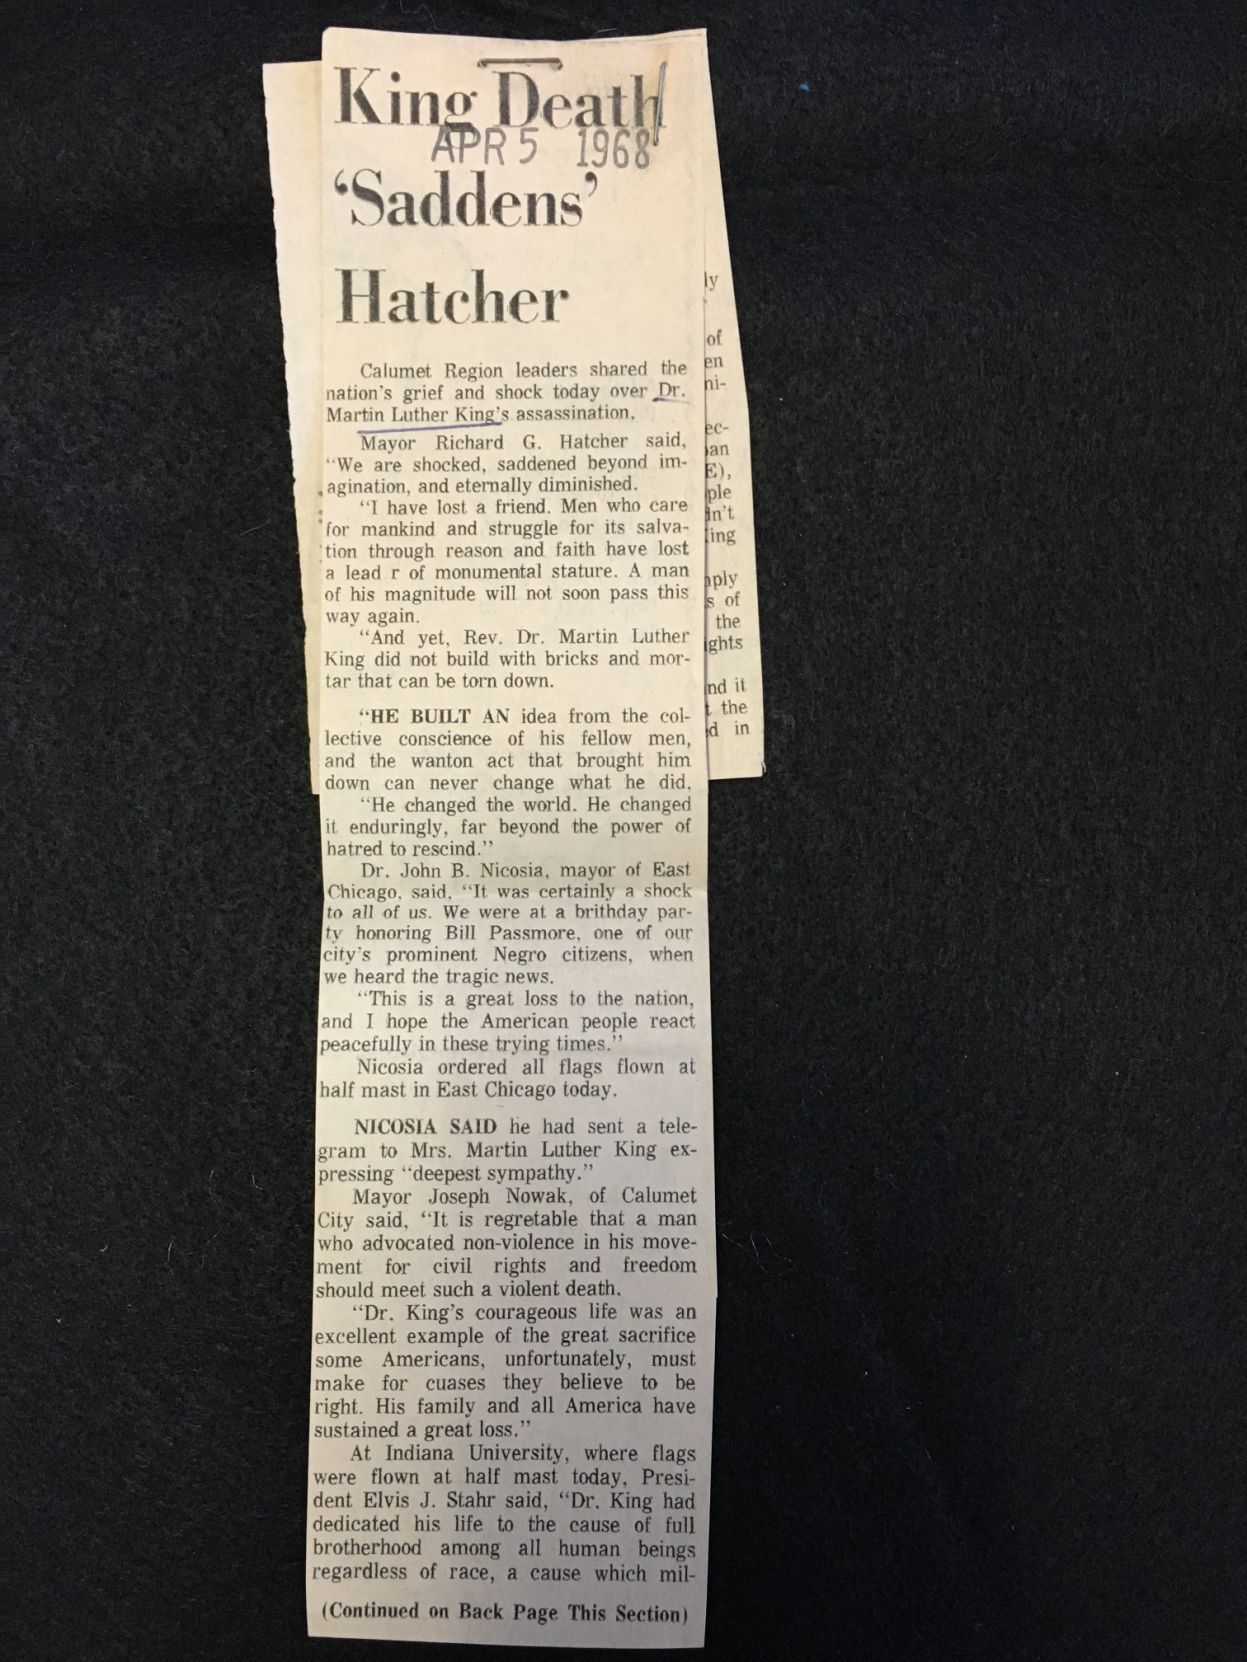 King Death
APR 5 1968
'Saddens'
Hatcher
Calumet Region leaders shared the
nation's grief and shock today over Dr.
Martin Luther King's assassination.
Mayor Richard G. Hatcher said,
"We are shocked, saddened beyond im-
agination, and eternally diminished.
"I have lost a friend. Men who care
for mankind and struggle for its salva-
tion through reason and faith have lost
a lead r of monumental stature. A man
of his magnitude will not soon pass this
way again.
"And yet, Rev. Dr. Martin Luther
King did not build with bricks and mor-
tar that can be torn down.
"HE BUILT AN idea from the col-
lective conscience of his fellow men,
and the wanton act that brought him
down can never change what he did.
"He changed the world. He changed
it enduringly, far beyond the power of
hatred to rescind."
Dr. John B. Nicosia, mayor of East
Chicago, said, "It was certainly a shock
to all of us. We were at a brithday par-
ty honoring Bill Passmore, one of our
city's prominent Negro citizens, when
we heard the tragic news.
"This is a great loss to the nation,
and I hope the American people react
peacefully in these trying times."
Nicosia ordered all flags flown at
half mast in East Chicago today.
NICOSIA SAID he had sent a tele-
gram to Mrs. Martin Luther King ex-
pressing "deepest sympathy."
Mayor Joseph Nowak, of Calumet
City said, "It is regretable that a man
who advocated non-violence in his move-
ment for civil rights and freedom
should meet such a violent death.
"Dr. King's courageous life was an
excellent example of the great sacrifice
some Americans, unfortunately, must
make for cuases they believe to be
right. His family and all America have
sustained a great loss."
At Indiana University, where flags
were flown at half mast today, Presi-
dent Elvis J. Stahr said, "Dr. King had
dedicated his life to the cause of full
brotherhood among all human beings
regardless of race, a cause which mil-
(Continued on Back Page This Section)
ly
of
en
ni-
ec-
an
E),
ple
n't
ing
ply
s of
the
ghts
nd it
the
d in